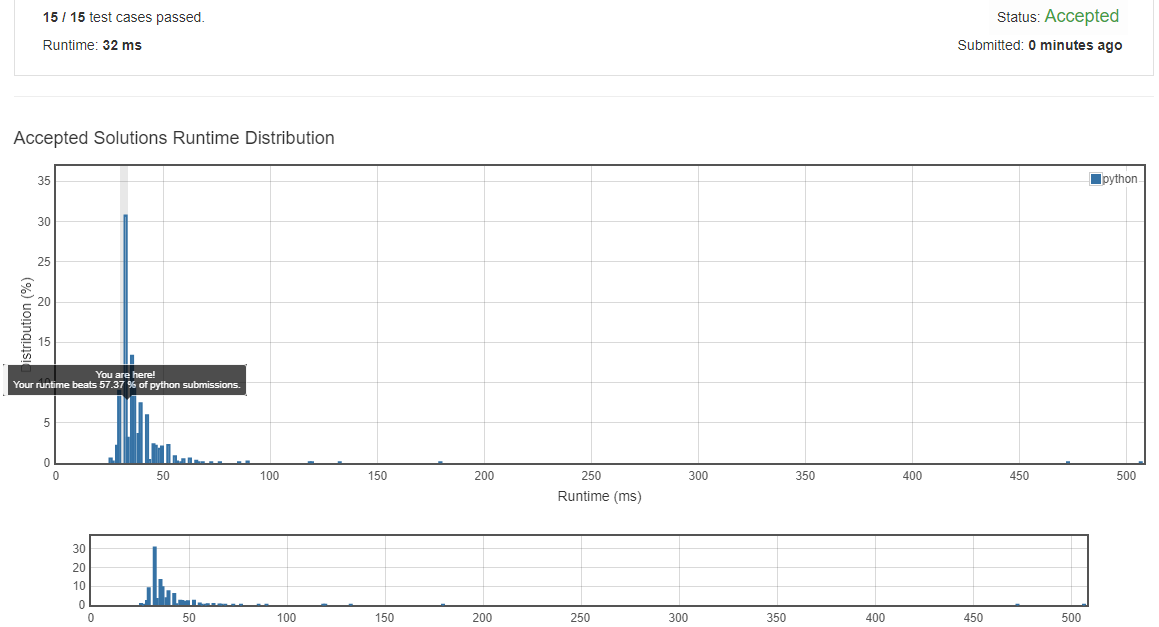 15 / 15 test cases passed.
Status: Accepted
Runtime: 32 ms
Submitted: 0 minutes ago
Accepted Solutions Runtime Distribution
python
35
30
25
20
15
10
5
0
Distribution (%)
You are here!
Your runtime beats 57.37 % of python submissions.
0 50 100 150 200 250 300 350 400 450 500
Runtime (ms)
30
20
10
0
0 50 100 150 200 250 300 350 400 450 500